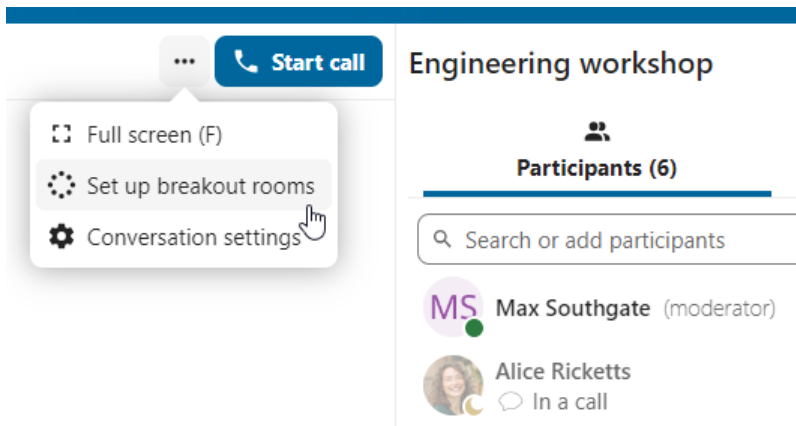 Start call
Full screen (F)
Set up breakout rooms
Conversation settings
Engineering workshop
Participants (6)
Search or add participants
MS Max Southgate (moderator)
Alice Ricketts
In a call